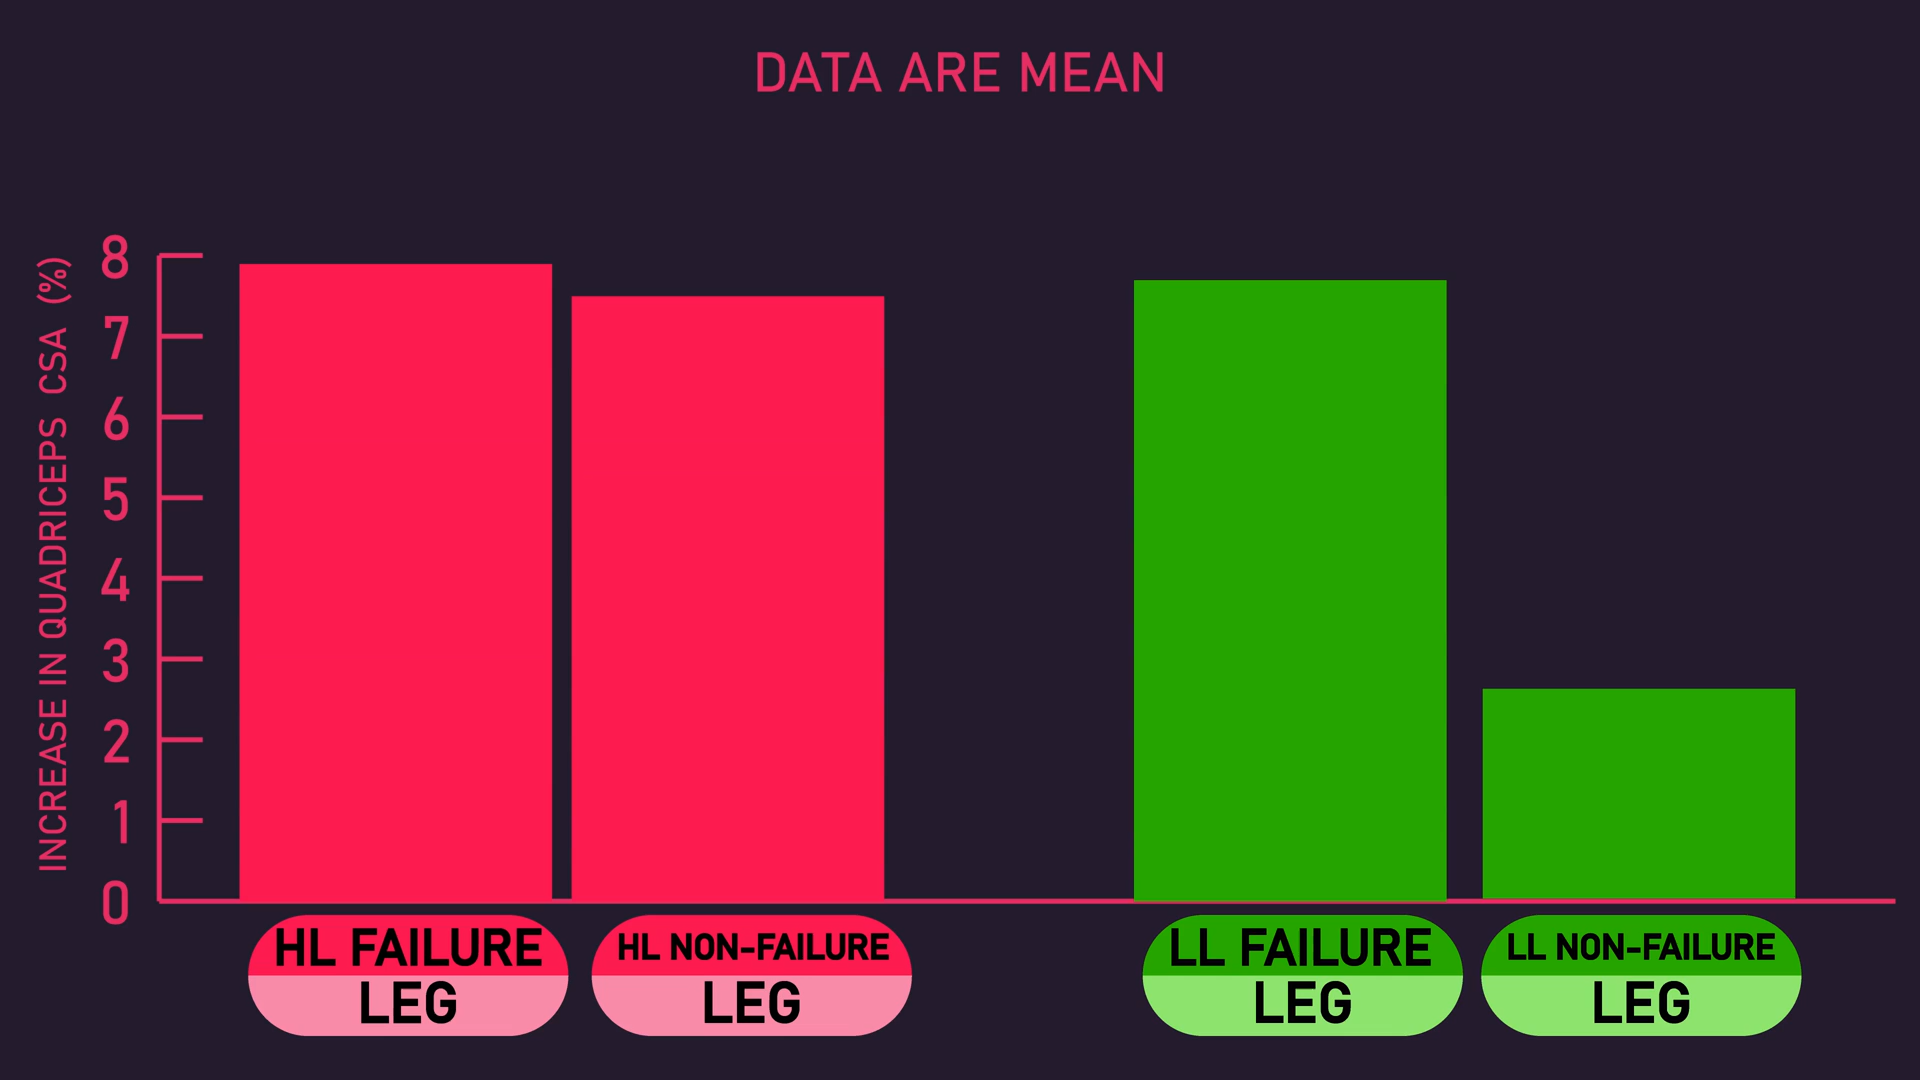 DATA ARE MEAN
INCREASE IN QUADRICEPS CSA (%)
8
7
6
5
4
3
2
1
0
HL FAILURE
LEG
HL NON-FAILURE
LEG
LL FAILURE
LEG
LL NON-FAILURE
LEG